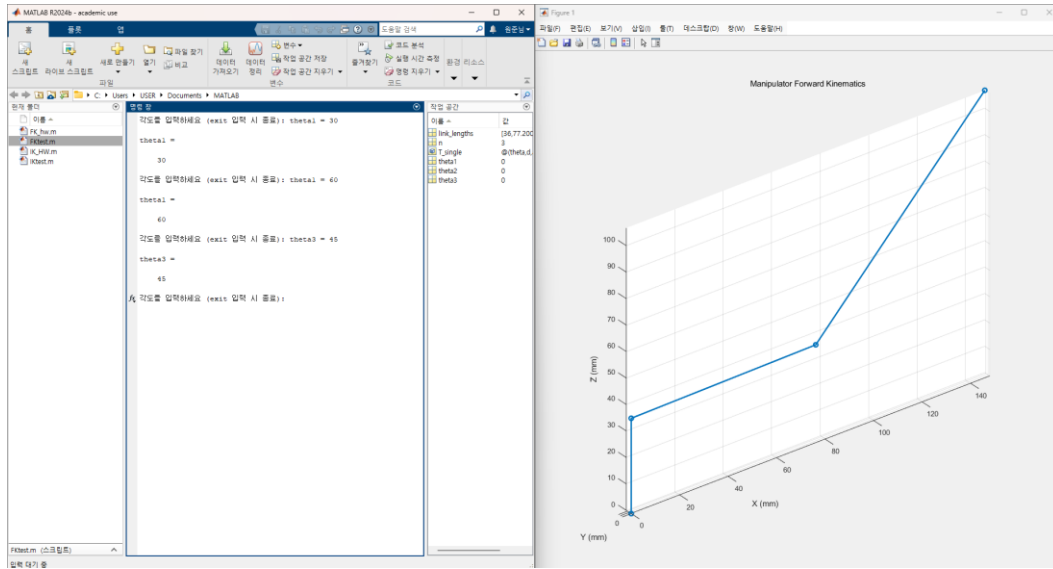 MATLAB R2024b - academic use
홈
플롯
앱
도움말 검색
원준님
새
스크립트
새
라이브 스크립트
새로 만들기
열기
파일 찾기
비교
데이터
가져오기
데이터
정리
변수
작업 공간 저장
작업 공간 지우기
즐겨찾기
코드 분석
실행 시간 측정
명령 지우기
환경
리소스
파일
변수
코드
C: Users USER Documents MATLAB
현재 폴더
이름
FK_hw.m
FKtest.m
IK_HW.m
IKtest.m
FKtest.m (스크립트)
입력 대기 중
명령 창
각도를 입력하세요 (exit 입력 시 종료): theta1 = 30
theta1 =
30
각도를 입력하세요 (exit 입력 시 종료): theta1 = 60
theta1 =
60
각도를 입력하세요 (exit 입력 시 종료): theta3 = 45
theta3 =
45
fx 각도를 입력하세요 (exit 입력 시 종료):
작업 공간
이름 값
link_lengths [36,77.200
n 3
T_single @(theta,d,
theta1 0
theta2 0
theta3 0
Figure 1
파일(F) 편집(E) 보기(V) 삽입(I) 툴(T) 데스크탑(D) 창(W) 도움말(H)
Manipulator Forward Kinematics
100
90
80
70
60
50
40
30
20
10
0
Z (mm)
0
Y (mm)
0
20
40
60
80
100
120
140
X (mm)